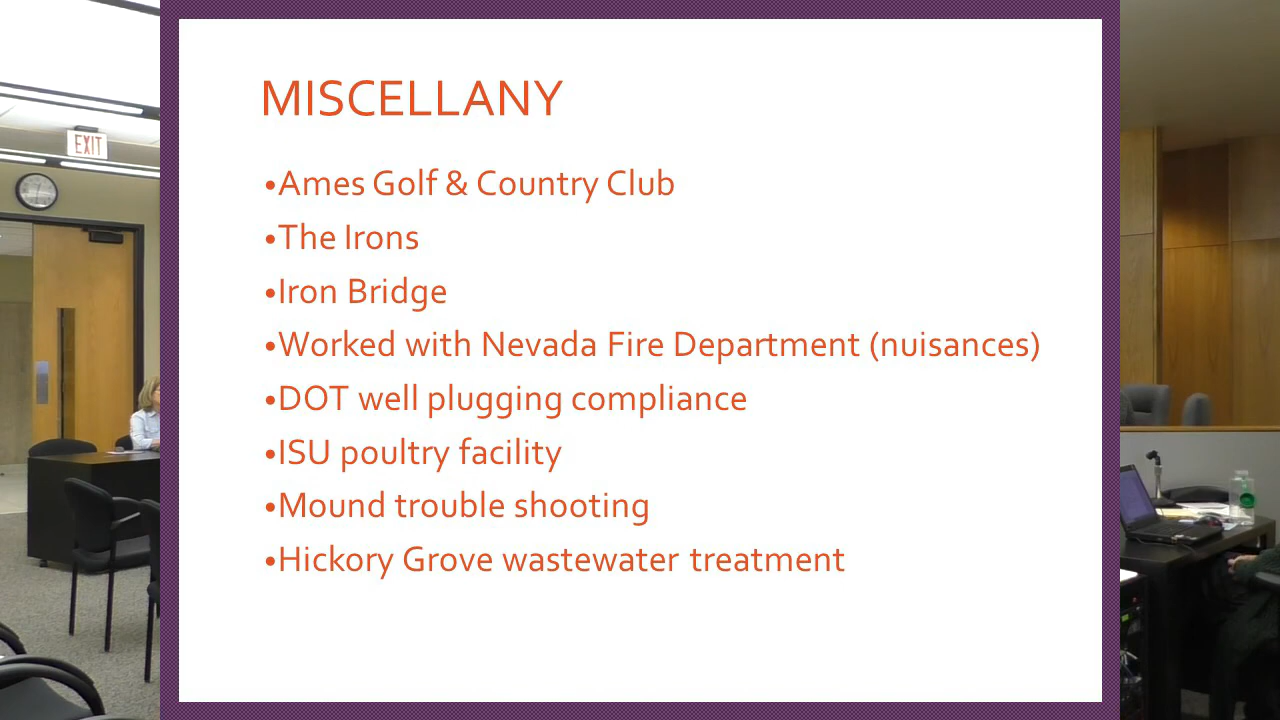 MISCELLANY
•Ames Golf & Country Club
•The Irons
•Iron Bridge
•Worked with Nevada Fire Department (nuisances)
•DOT well plugging compliance
•ISU poultry facility
•Mound trouble shooting
•Hickory Grove wastewater treatment
EXIT